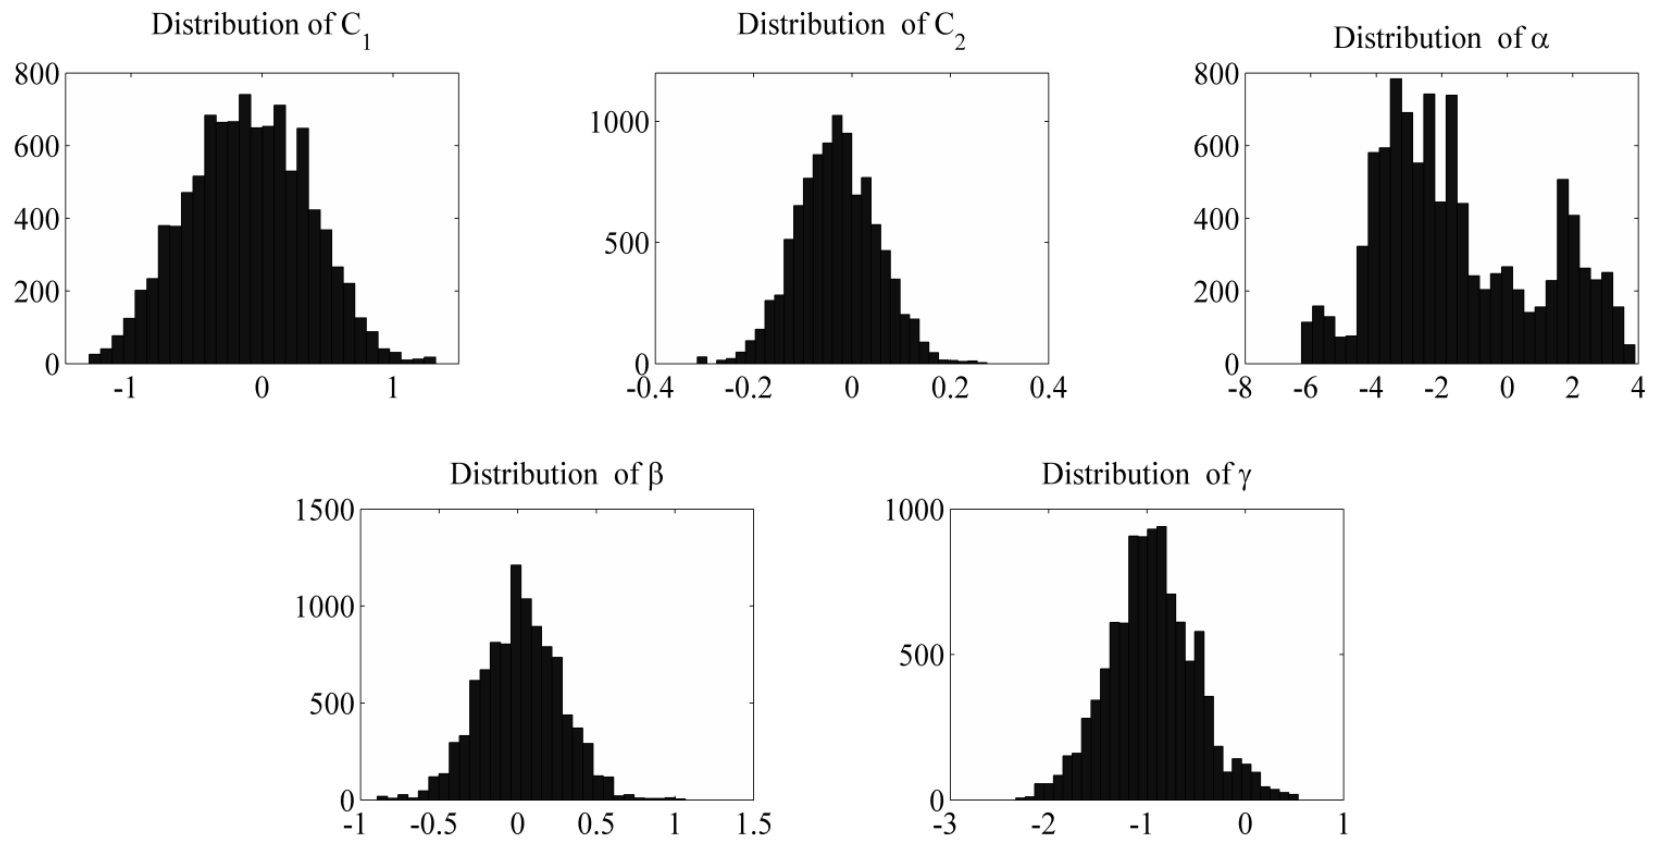 Distribution of C1
800
600
400
200
0
-1 0 1
Distribution of C2
1000
500
0
-0.4 -0.2 0 0.2 0.4
Distribution of α
800
600
400
200
0
-8 -6 -4 -2 0 2 4
Distribution of β
1500
1000
500
0
-1 -0.5 0 0.5 1 1.5
Distribution of γ
1000
500
0
-3 -2 -1 0 1